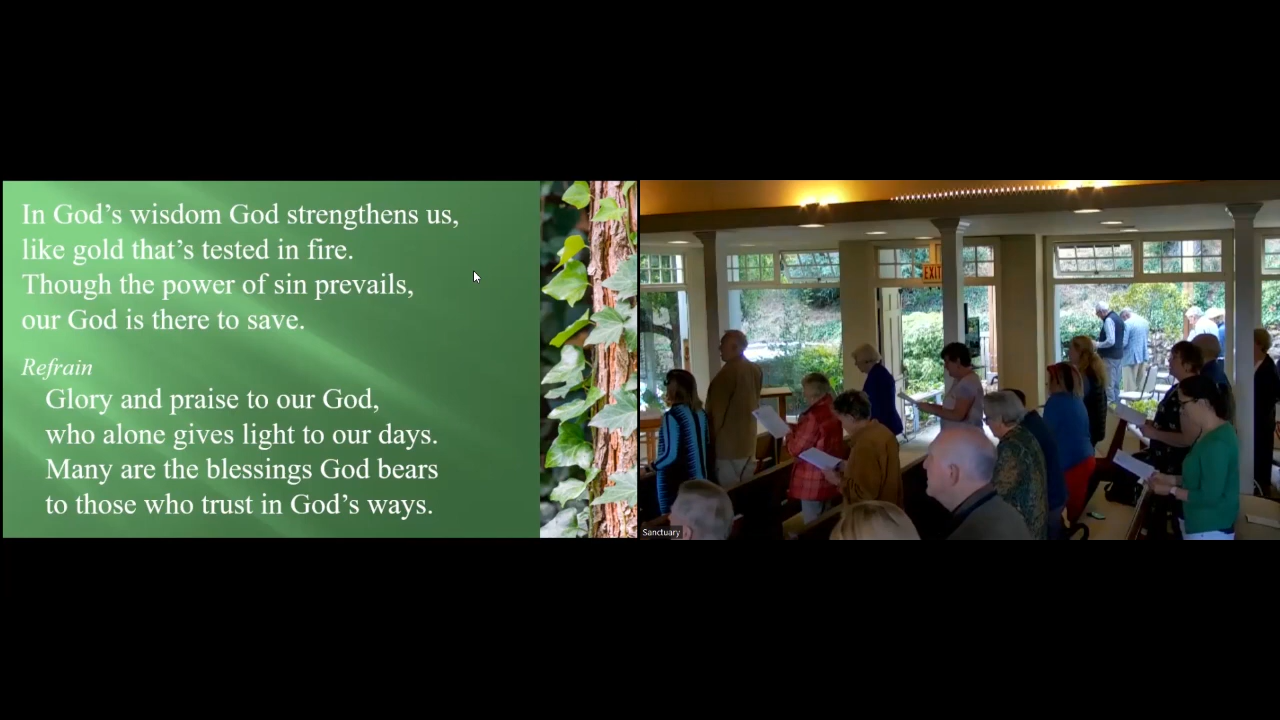 In God’s wisdom God strengthens us,
like gold that’s tested in fire.
Though the power of sin prevails,
our God is there to save.
Refrain
Glory and praise to our God,
who alone gives light to our days.
Many are the blessings God bears
to those who trust in God’s ways.
EXIT
Sanctuary